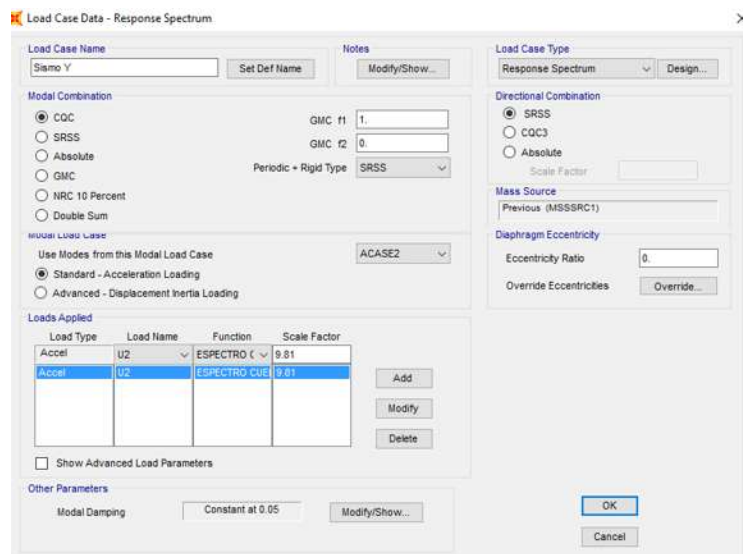 Load Case Data - Response Spectrum
Load Case Name
Notes
Load Case Type
Sismo Y
Set Def Name
Modify/Show...
Response Spectrum
Design...
Modal Combination
Directional Combination
CQC
GMC f1
1.
SRSS
SRSS
GMC f2
0.
CQC3
Absolute
Periodic + Rigid Type
SRSS
Absolute
GMC
Scale Factor
NRC 10 Percent
Mass Source
Double Sum
Previous (MSSSRC1)
Modal Load Case
Diaphragm Eccentricity
Use Modes from this Modal Load Case
ACASE2
Eccentricity Ratio
0.
Standard - Acceleration Loading
Advanced - Displacement Inertia Loading
Override Eccentricities
Override...
Loads Applied
Load Type Load Name Function Scale Factor
Accel U2 ESPECTRO ( 9.81
Accel U2 ESPECTRO CUE 9.81
Add
Modify
Delete
Show Advanced Load Parameters
Other Parameters
Modal Damping
Constant at 0.05
Modify/Show...
OK
Cancel